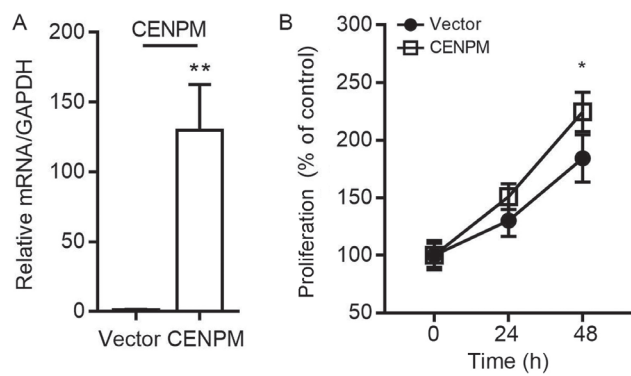 A
CENPM
**
Relative mRNA/GAPDH
200
150
100
50
0
Vector CENPM
B
Vector
CENPM
*
Proliferation (% of control)
300
250
200
150
100
50
0 24 48
Time (h)